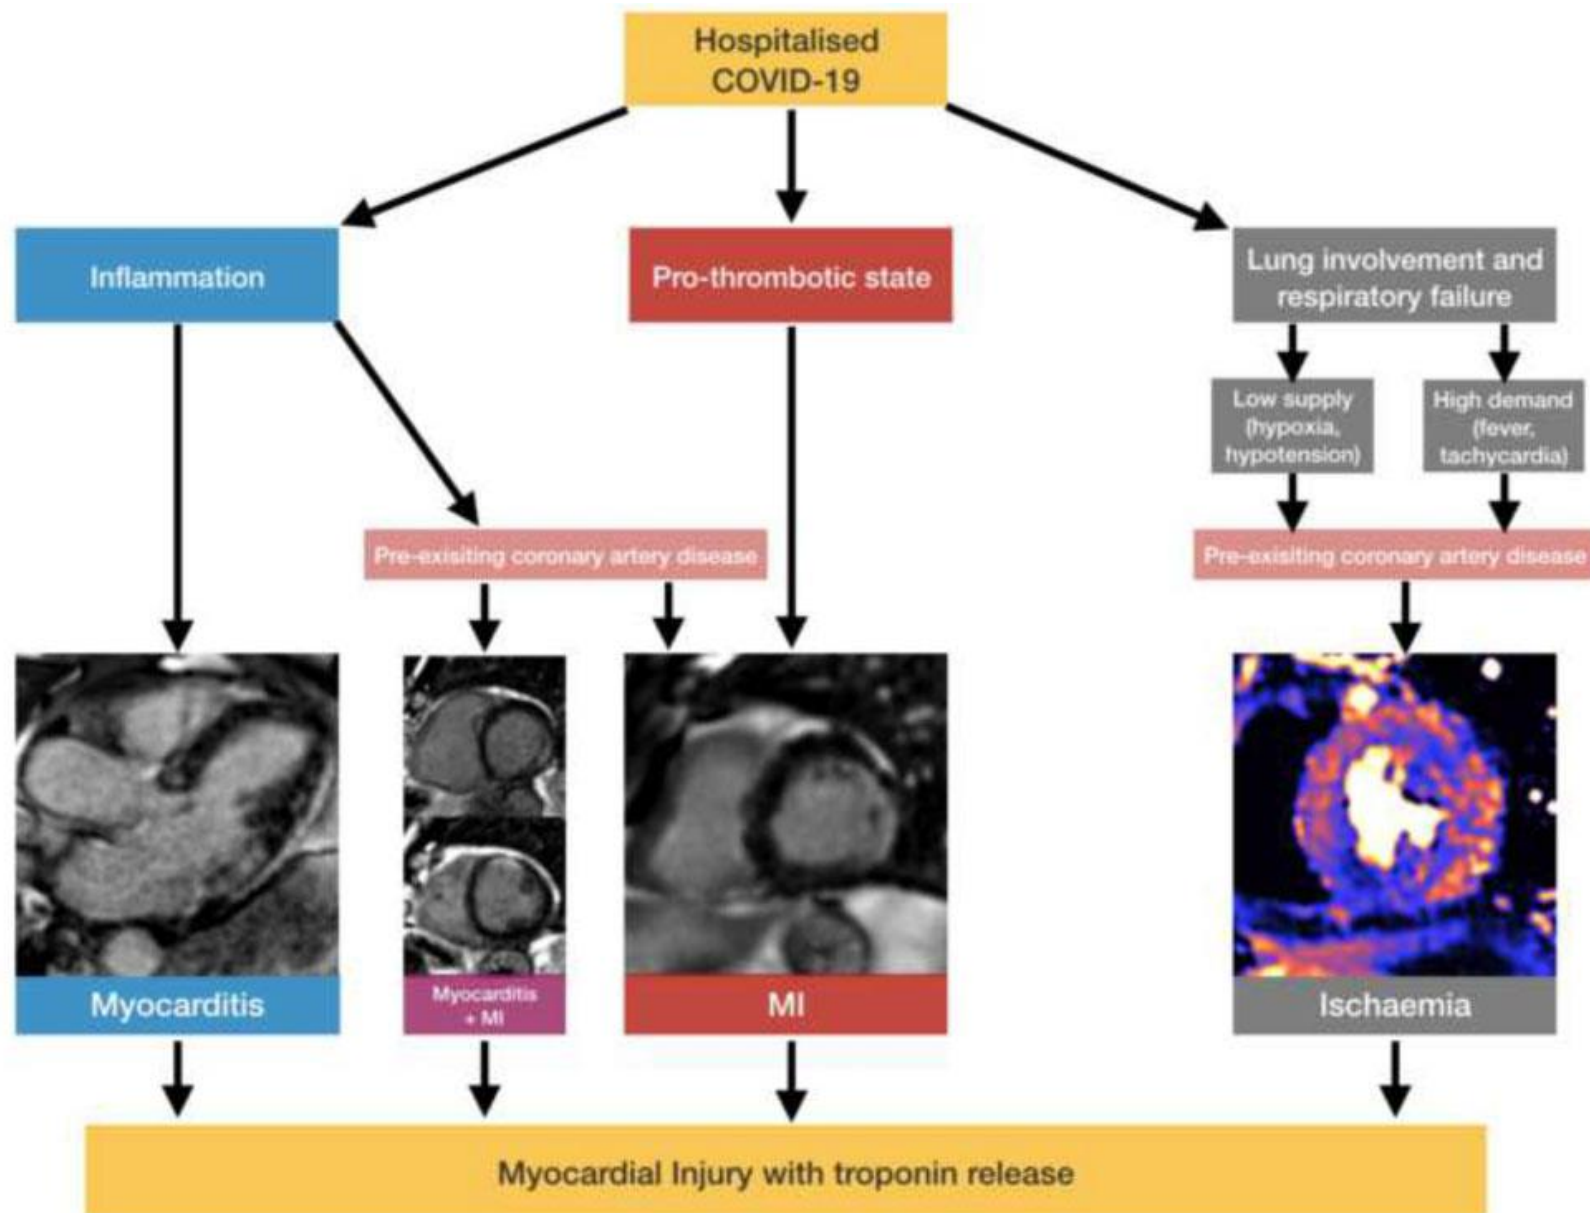 Hospitalised
COVID-19
Inflammation
Pro-thrombotic state
Lung involvement and
respiratory failure
Low supply
(hypoxia,
hypotension)
High demand
(fever,
tachycardia)
Pre-exisiting coronary artery disease
Pre-exisiting coronary artery disease
Myocarditis
Myocarditis
+ MI
MI
Ischaemia
Myocardial Injury with troponin release